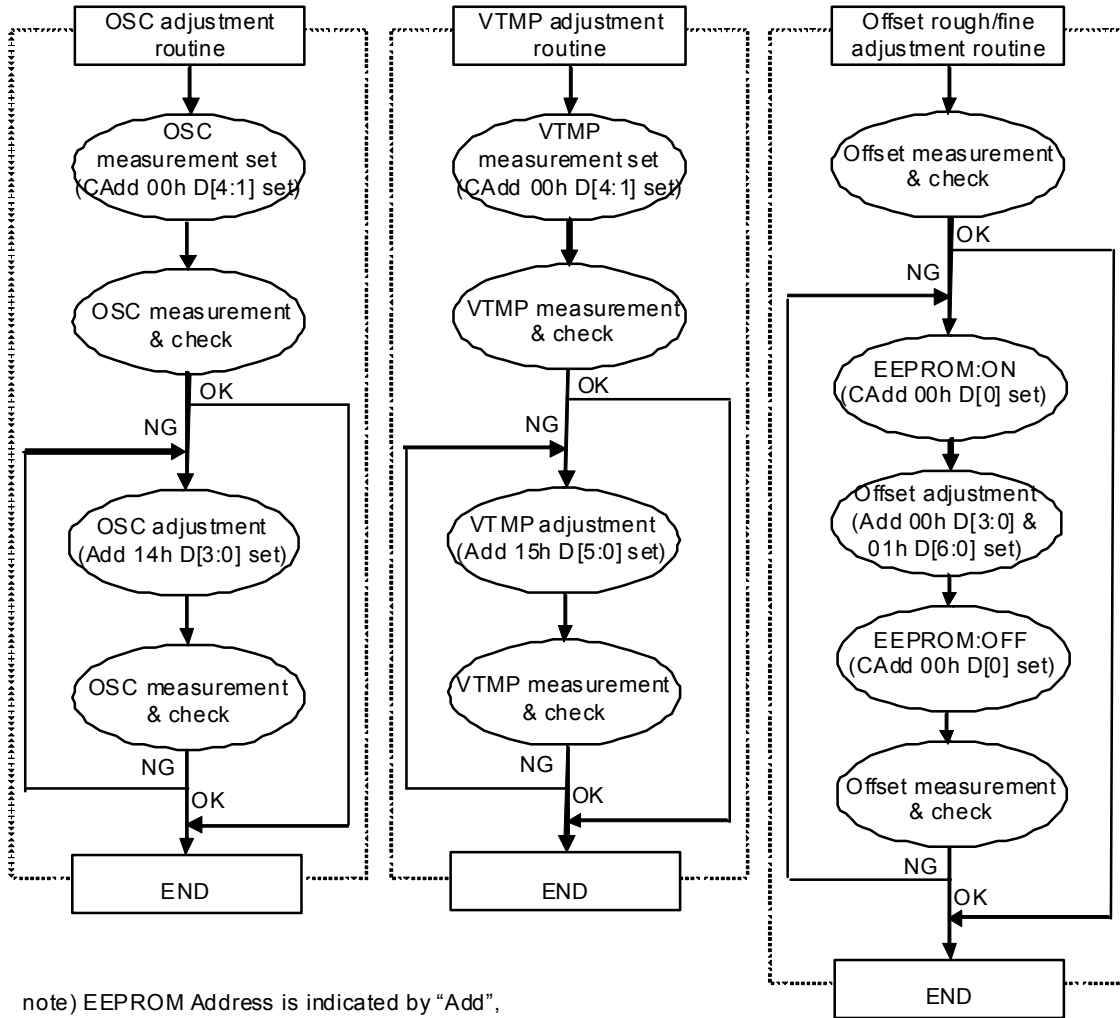 OSC adjustment
routine
OSC
measurement set
(CAdd 00h D[4:1] set)
OSC measurement
& check
OK
NG
OSC adjustment
(Add 14h D[3:0] set)
OSC measurement
& check
NG
OK
END
VTMP adjustment
routine
VTMP
measurement set
(CAdd 00h D[4:1] set)
VTMP measurement
& check
OK
NG
VTMP adjustment
(Add 15h D[5:0] set)
VTMP measurement
& check
NG
OK
END
Offset rough/fine
adjustment routine
Offset measurement
& check
OK
NG
EEPROM:ON
(CAdd 00h D[0] set)
Offset adjustment
(Add 00h D[3:0] &
01h D[6:0] set)
EEPROM:OFF
(CAdd 00h D[0] set)
Offset measurement
& check
NG
OK
END
note) EEPROM Address is indicated by “Add”,